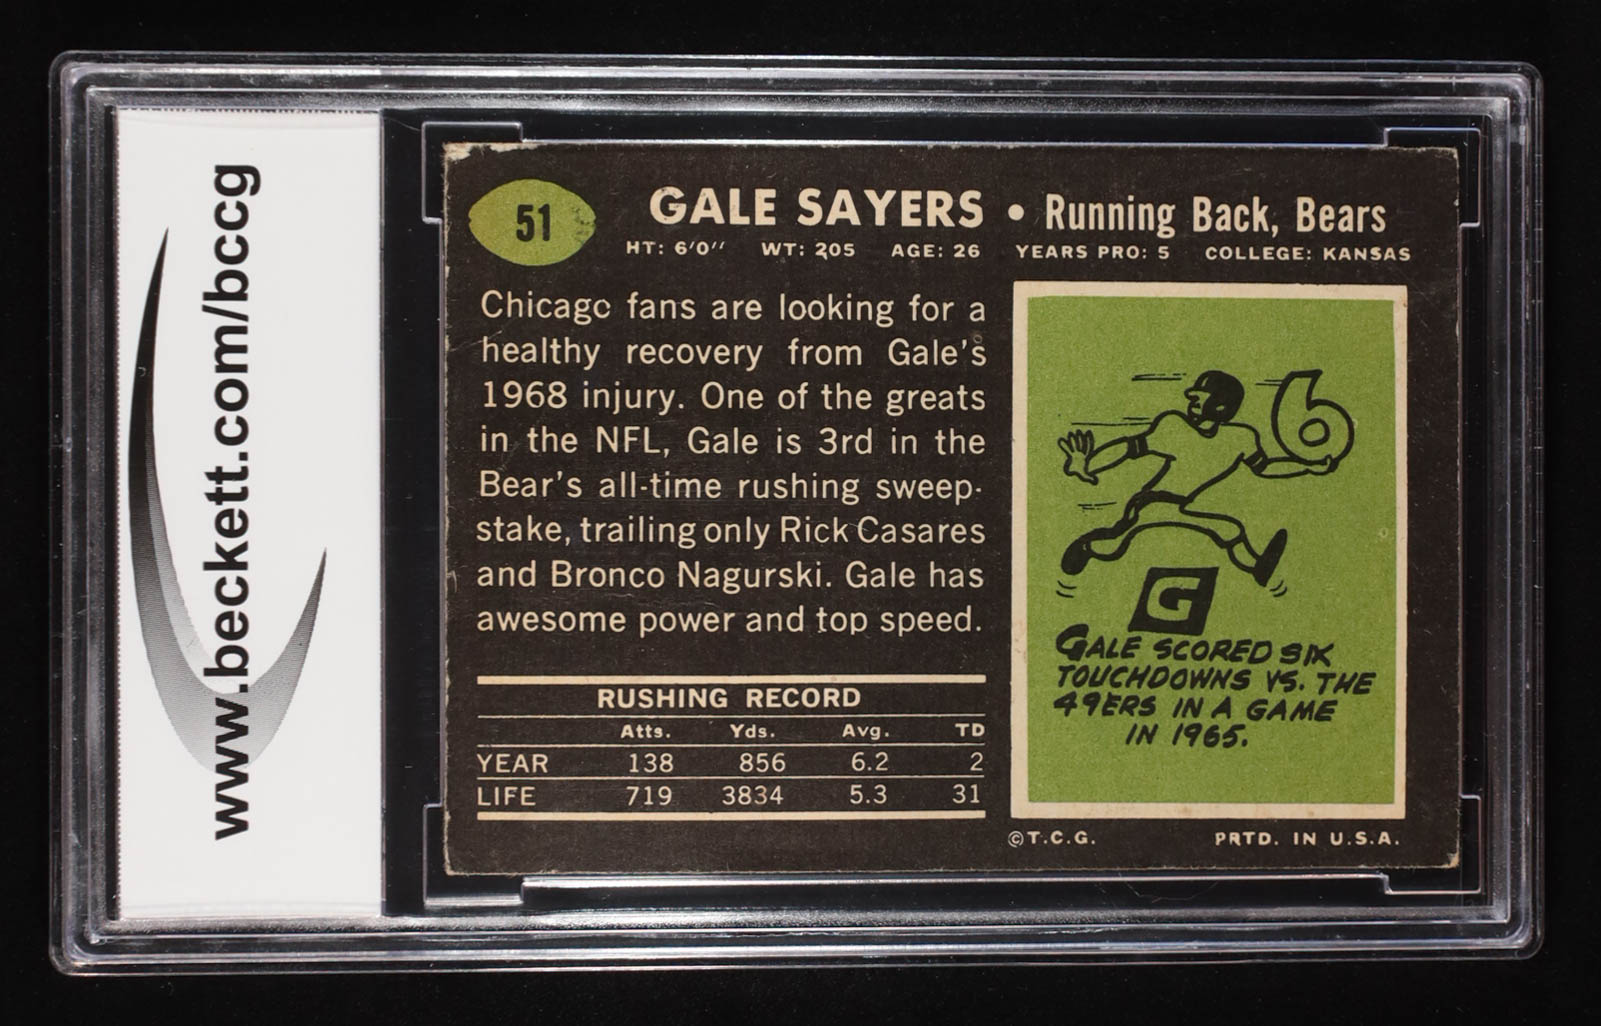 www.beckett.com/bccg
51
GALE SAYERS • Running Back, Bears
HT: 6'0'' WT: 205 AGE: 26 YEARS PRO: 5 COLLEGE: KANSAS
Chicago fans are looking for a
healthy recovery from Gale's
1968 injury. One of the greats
in the NFL, Gale is 3rd in the
Bear's all-time rushing sweep-
stake, trailing only Rick Casares
and Bronco Nagurski. Gale has
awesome power and top speed.
RUSHING RECORD
Atts. Yds. Avg. TD
YEAR 138 856 6.2 2
LIFE 719 3834 5.3 31
6
G
GALE SCORED SIX
TOUCHDOWNS VS. THE
49ERS IN A GAME
IN 1965.
©T.C.G. PRTD. IN U.S.A.